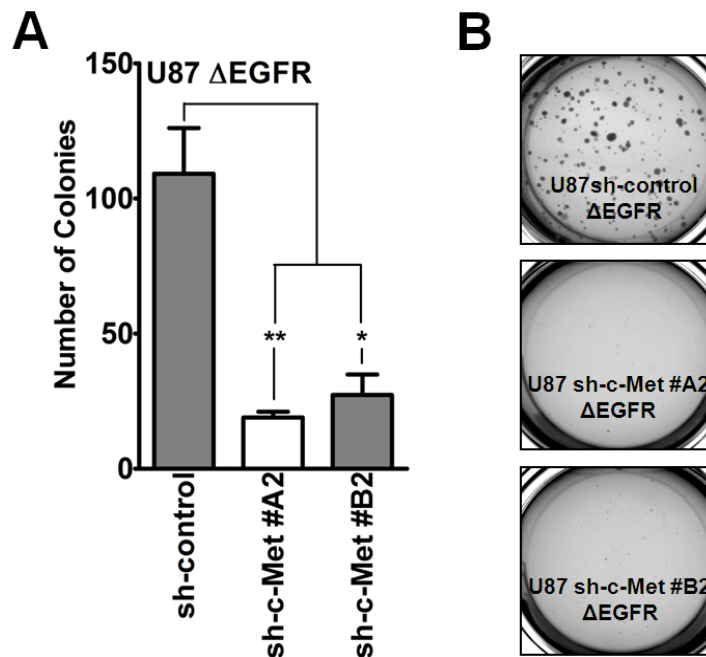 A
B
U87 ΔEGFR
150
100
50
0
Number of Colonies
**
*
sh-control
sh-c-Met #A2
sh-c-Met #B2
U87sh-control
ΔEGFR
U87 sh-c-Met #A2
ΔEGFR
U87 sh-c-Met #B2
ΔEGFR